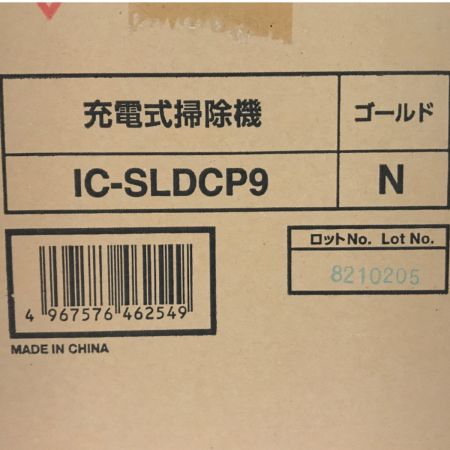 充電式掃除機 ゴールド
IC-SLDCP9 N
ロットNo. Lot No.
8210205
4 967576 462549
MADE IN CHINA